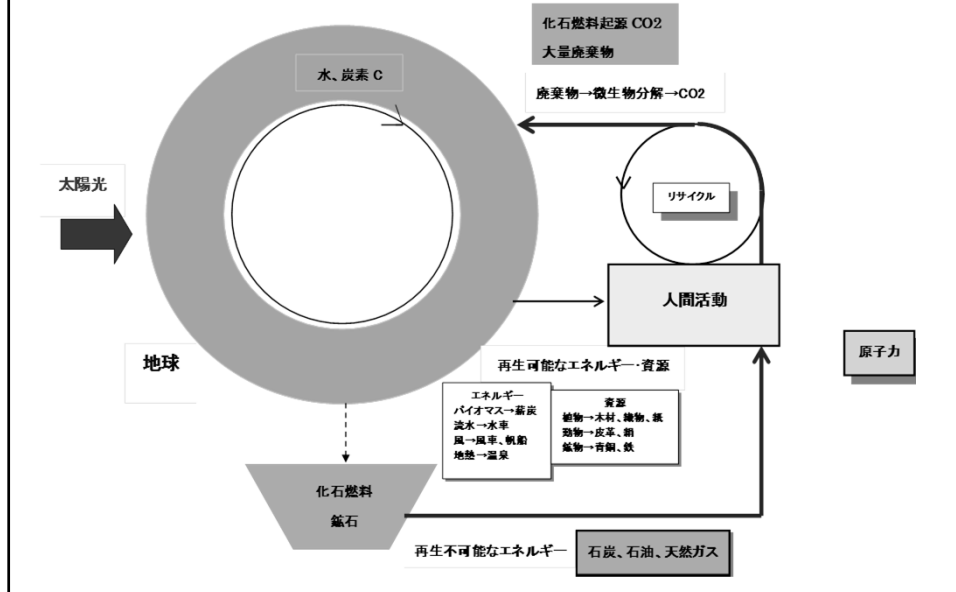 化石燃料起源 CO2
大量廃棄物
水、炭素 C
廃棄物→微生物分解→CO2
太陽光
リサイクル
人間活動
原子力
地球
再生可能なエネルギー・資源
エネルギー
バイオマス→薪炭
流水→水車
風→風車、帆船
地熱→温泉
資源
植物→木材、織物、紙
動物→皮革、絹
鉱物→青銅、鉄
化石燃料
鉱石
再生不可能なエネルギー
石炭、石油、天然ガス